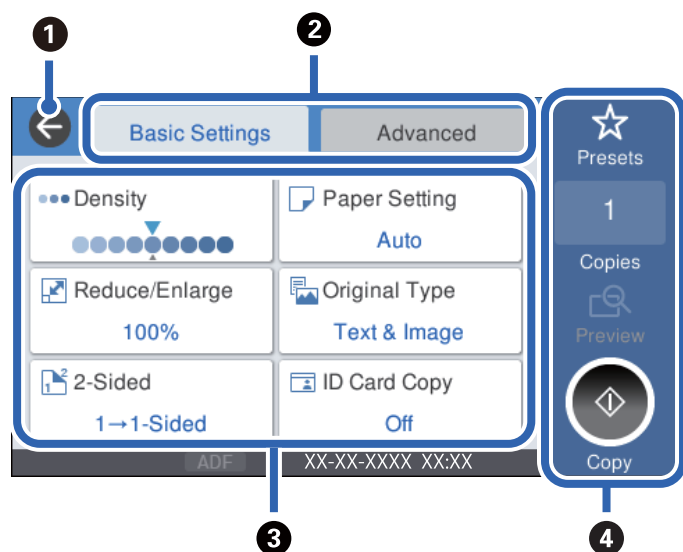 1
2
Basic Settings
Advanced
Presets
Density
Paper Setting
Auto
1
Copies
Reduce/Enlarge
100%
Original Type
Text & Image
Preview
1 2
2-Sided
1→1-Sided
ID Card Copy
Off
Copy
ADF
XX-XX-XXXX XX:XX
3
4